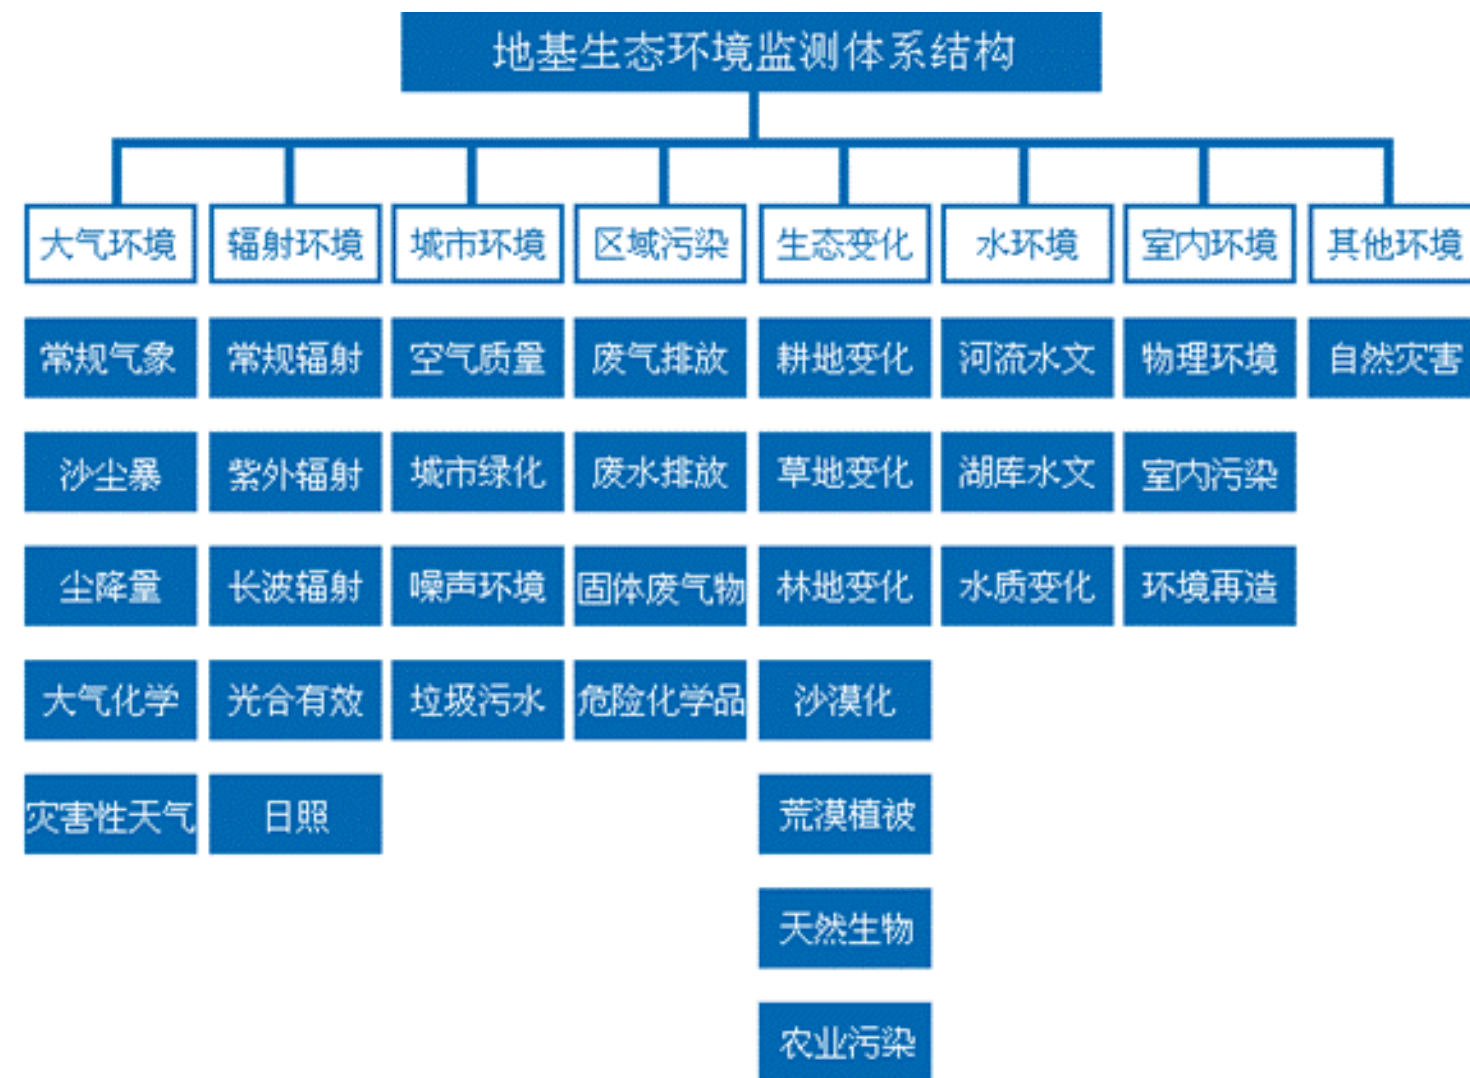 地基生态环境监测体系结构
大气环境 辐射环境 城市环境 区域污染 生态变化 水环境 室内环境 其他环境
常规气象 常规辐射 空气质量 废气排放 耕地变化 河流水文 物理环境 自然灾害
沙尘暴 紫外辐射 城市绿化 废水排放 草地变化 湖库水文 室内污染
尘降量 长波辐射 噪声环境 固体废气物 林地变化 水质变化 环境再造
大气化学 光合有效 垃圾污水 危险化学品 沙漠化
灾害性天气 日照 荒漠植被
天然生物
农业污染